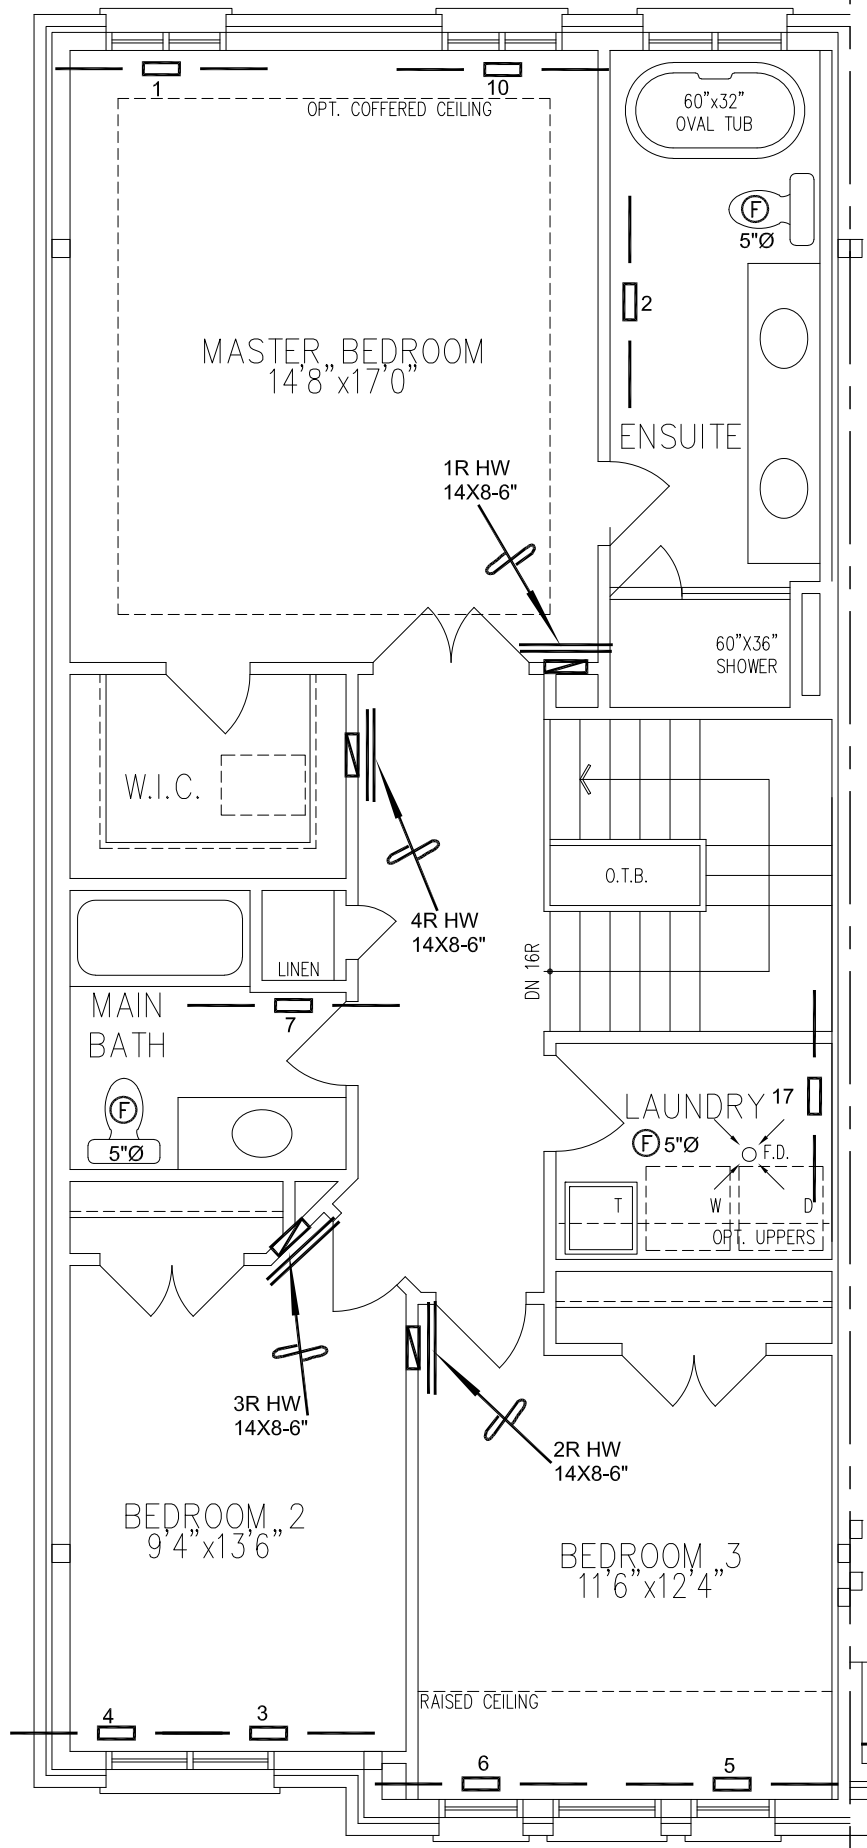 1
10
OPT. COFFERED CEILING
60"x32"
OVAL TUB
F
5"Ø
2
MASTER BEDROOM
14'8"x17'0"
ENSUITE
1R HW
14X8-6"
60"X36"
SHOWER
W.I.C.
O.T.B.
4R HW
14X8-6"
LINEN
DN 16R
MAIN
BATH
7
F
5"Ø
LAUNDRY
17
F 5"Ø
F.D.
T
W
D
OPT. UPPERS
3R HW
14X8-6"
2R HW
14X8-6"
BEDROOM 2
9'4"x13'6"
BEDROOM 3
11'6"x12'4"
RAISED CEILING
4
3
6
5